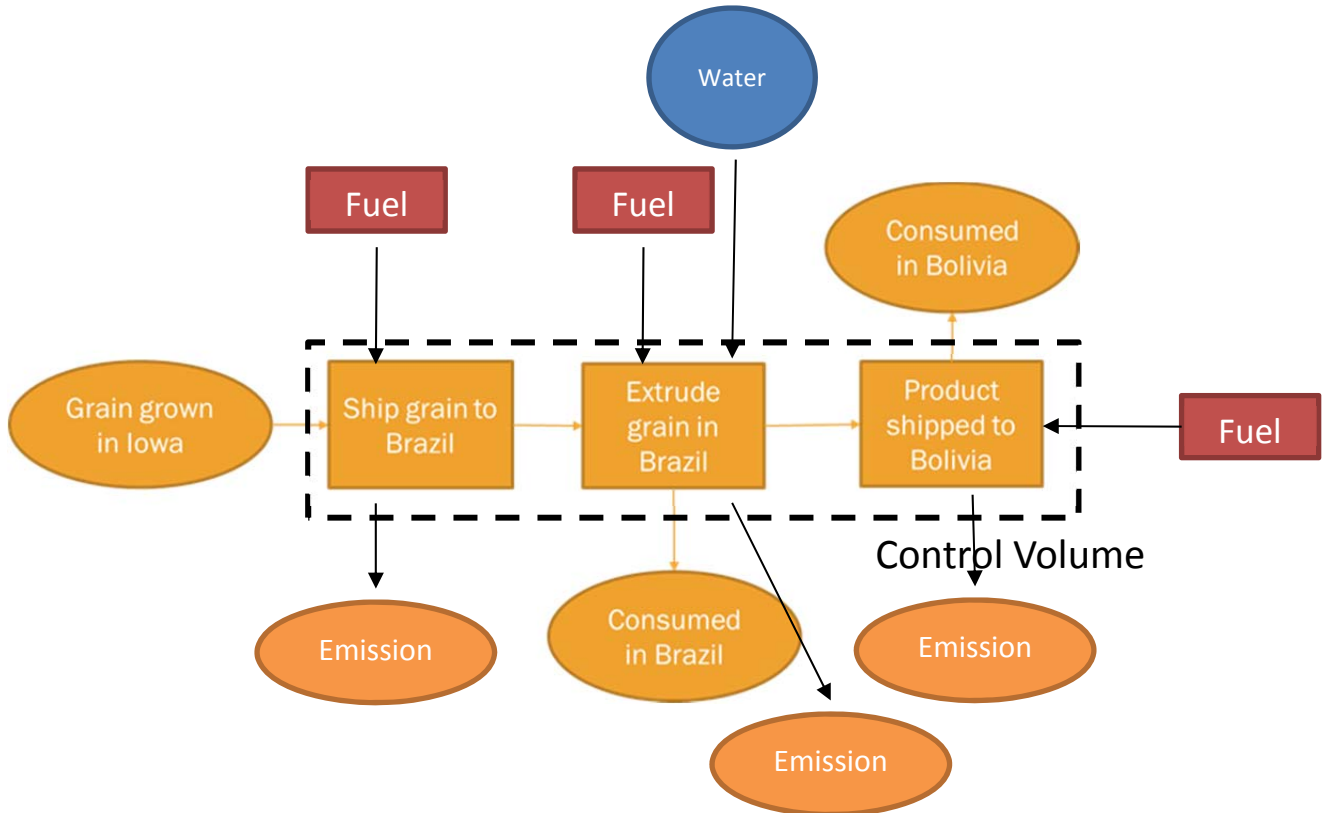 Water
Fuel
Fuel
Consumed
in Bolivia
Grain grown
in Iowa
Ship grain to
Brazil
Extrude
grain in
Brazil
Product
shipped to
Bolivia
Fuel
Control Volume
Emission
Consumed
in Brazil
Emission
Emission